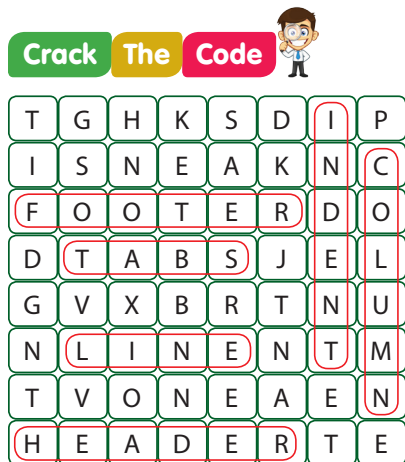 Crack The Code
T G H K S D I P
I S N E A K N C
F O O T E R D O
D T A B S J E L
G V X B R T N U
N L I N E N T M
T V O N E A E N
H E A D E R T E